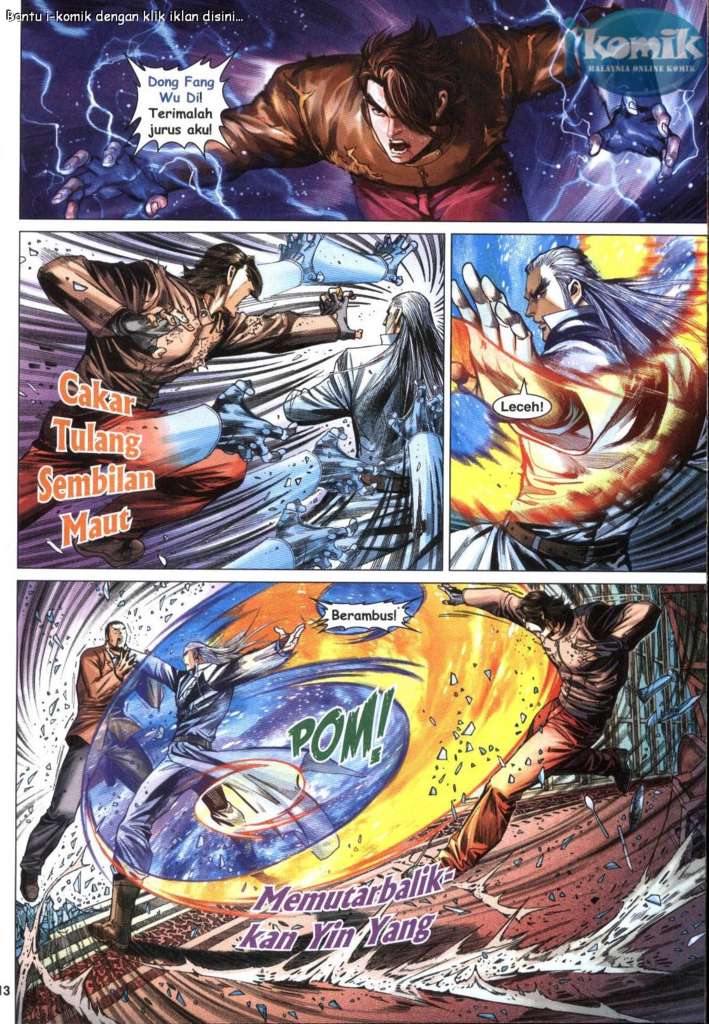 Bantu i-komik dengan klik iklan disini...
ikomik
MALAYSIA ONLINE KOMIK
Dong Fang
Wu Di!
Terimalah
jurus aku!
Cakar
Tulang
Sembilan
Maut
Leceh!
Berambus!
POM!
Memutarbalik-
kan Yin Yang
13